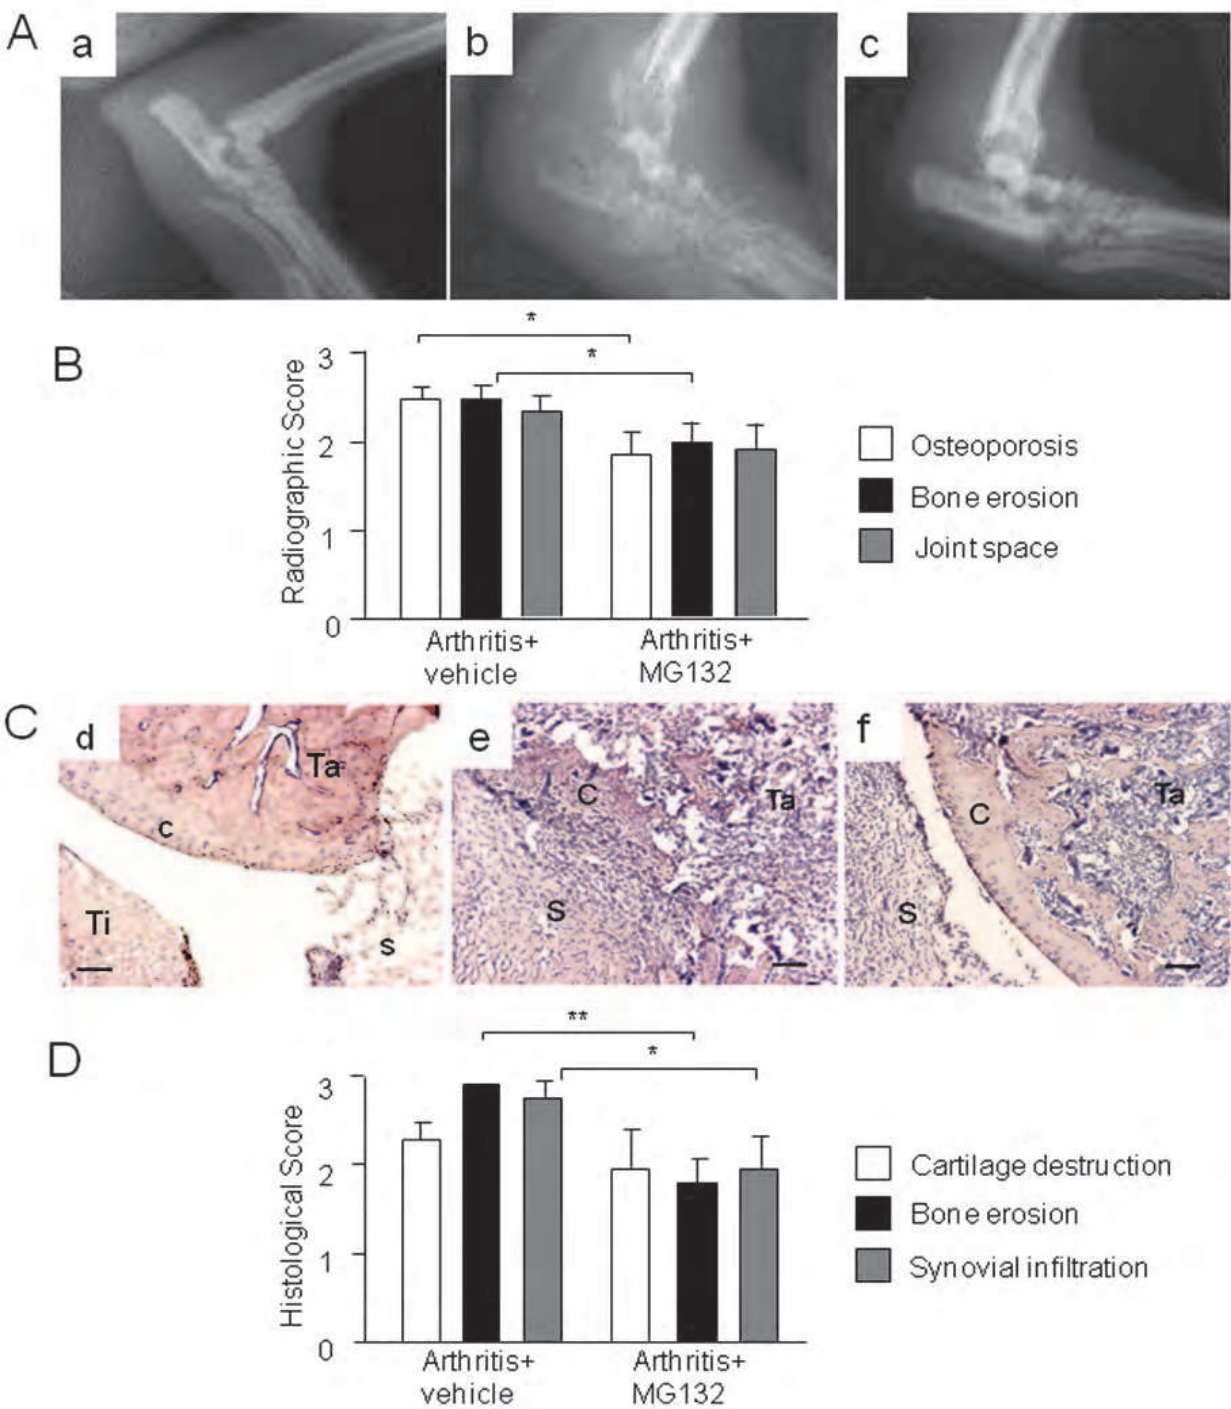 A
a
b
c
B
*
*
3
2
1
0
Radiographic Score
Arthritis+
vehicle
Arthritis+
MG132
Osteoporosis
Bone erosion
Joint space
C
d
Ta
c
Ti
s
e
C
Ta
S
f
C
Ta
S
D
**
*
3
2
1
0
Histological Score
Arthritis+
vehicle
Arthritis+
MG132
Cartilage destruction
Bone erosion
Synovial infiltration